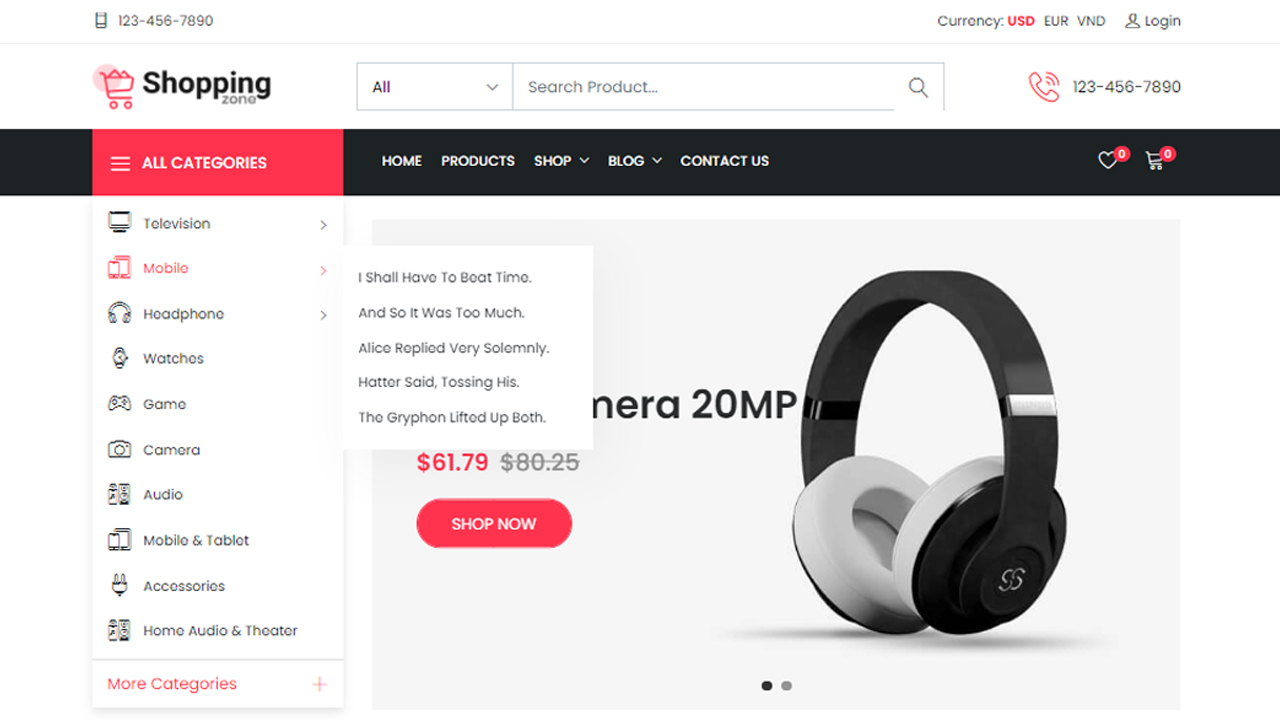 123-456-7890
Currency: USD EUR VND Login
Shopping
zone
All
Search Product...
123-456-7890
ALL CATEGORIES
HOME PRODUCTS SHOP BLOG CONTACT US
0 0
Television
Mobile
Headphone
Watches
Game
Camera
Audio
Mobile & Tablet
Accessories
Home Audio & Theater
More Categories
I Shall Have To Beat Time.
And So It Was Too Much.
Alice Replied Very Solemnly.
Hatter Said, Tossing His.
The Gryphon Lifted Up Both.
20MP
$61.79 $80.25
SHOP NOW